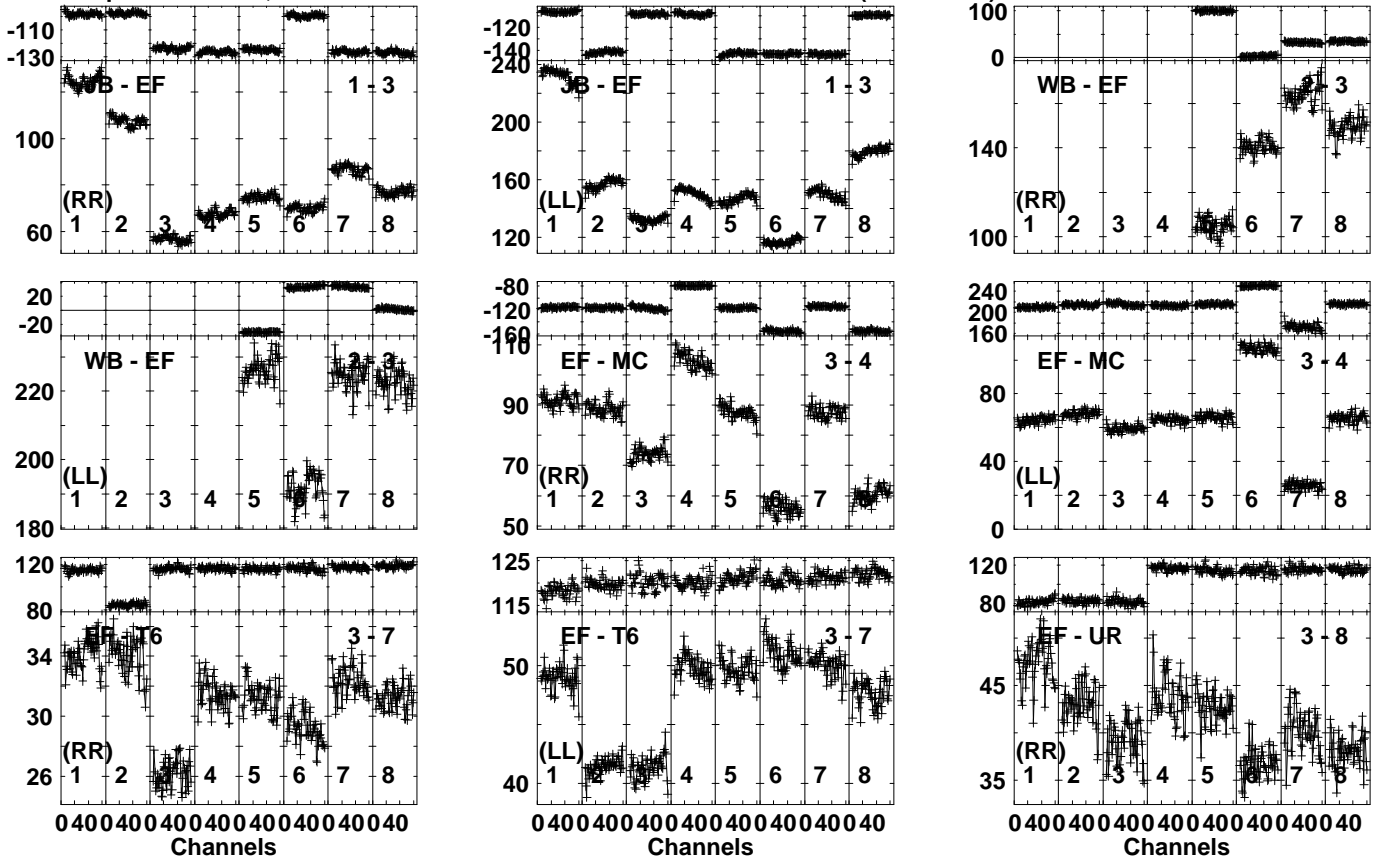 -110
-130
JB - EF 1 - 3
100
60
(RR)
1 2 3 4 5 6 7 8
-120
-140
240
JB - EF 1 - 3
200
160
120
(LL)
1 2 3 4 5 6 7 8
100
0
WB - EF 2 - 3
140
100
(RR)
1 2 3 4 5 6 7 8
20
-20
WB - EF 2 - 3
220
200
180
(LL)
1 2 3 4 5 6 7 8
-80
-120
-160
110
EF - MC 3 - 4
90
70
50
(RR)
1 2 3 4 5 6 7 8
240
200
160
EF - MC 3 - 4
80
40
0
(LL)
1 2 3 4 5 6 7 8
120
80
EF - T6 3 - 7
34
30
26
(RR)
1 2 3 4 5 6 7 8
0 40 0 40 0 40 0 40 0 40 0 40 0 40 0 40
Channels
125
115
EF - T6 3 - 7
50
40
(LL)
1 2 3 4 5 6 7 8
0 40 0 40 0 40 0 40 0 40 0 40 0 40 0 40
Channels
120
80
EF - UR 3 - 8
45
35
(RR)
1 2 3 4 5 6 7 8
0 40 0 40 0 40 0 40 0 40 0 40 0 40 0 40
Channels